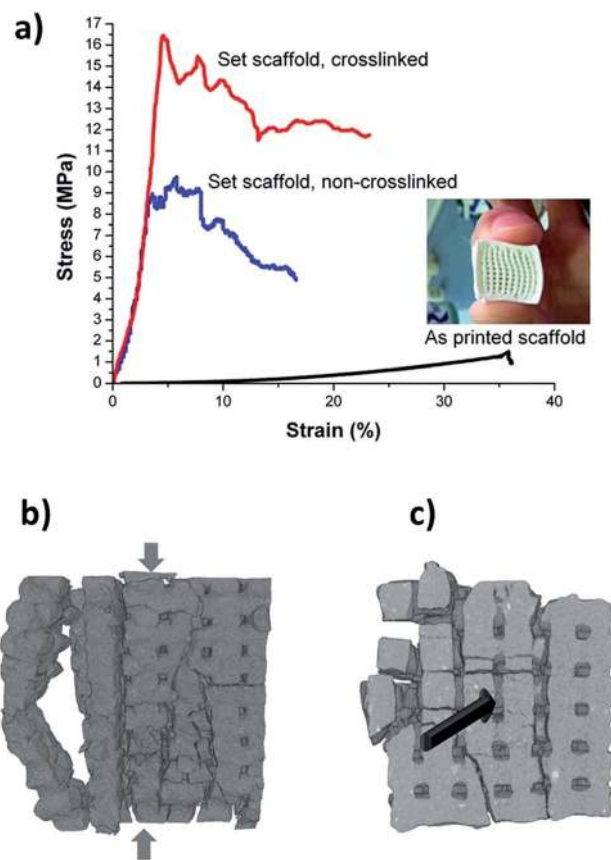 a)
17
16
15
14
13
12
11
10
9
8
7
6
5
4
3
2
1
0
Stress (MPa)
Set scaffold, crosslinked
Set scaffold, non-crosslinked
As printed scaffold
0 10 20 30 40
Strain (%)
b) c)